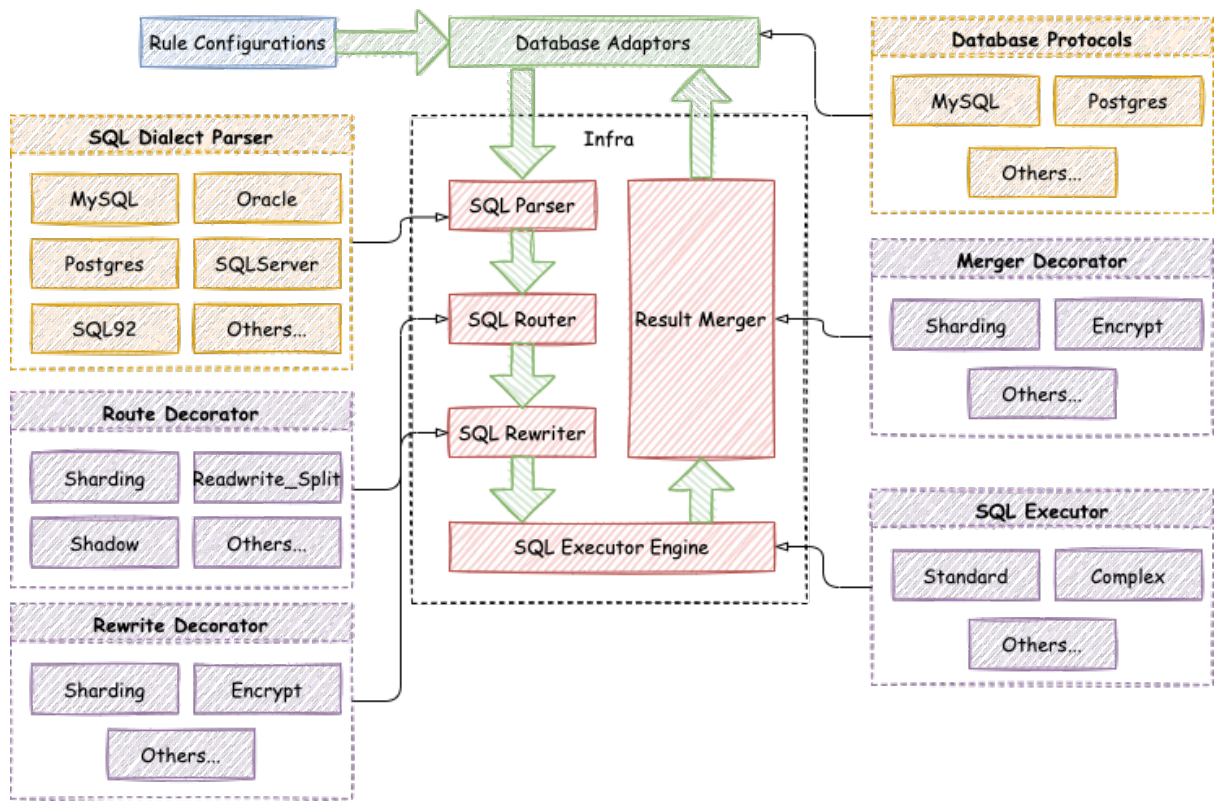 Rule Configurations
Database Adaptors
Database Protocols
MySQL
Postgres
Others...
SQL Dialect Parser
MySQL
Oracle
Postgres
SQLServer
SQL92
Others...
Infra
SQL Parser
SQL Router
SQL Rewriter
Result Merger
SQL Executor Engine
Merger Decorator
Sharding
Encrypt
Others...
Route Decorator
Sharding
Readwrite_Split
Shadow
Others...
SQL Executor
Standard
Complex
Others...
Rewrite Decorator
Sharding
Encrypt
Others...